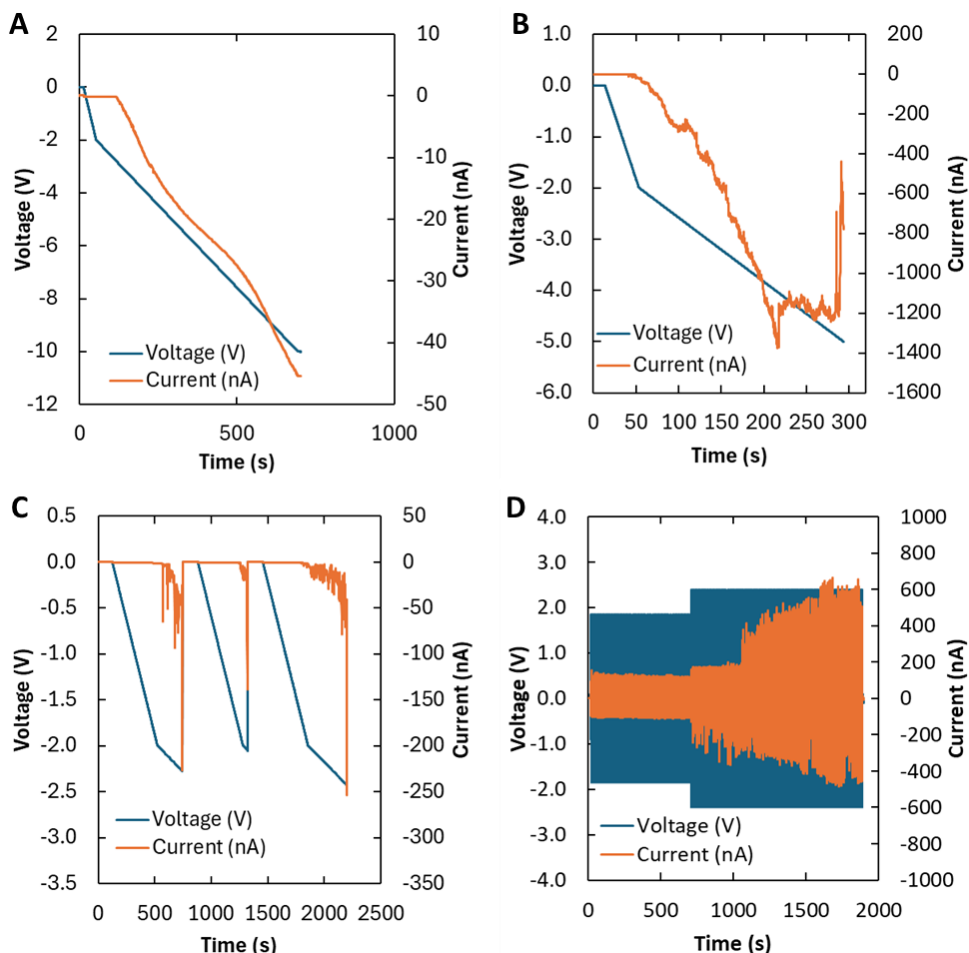 A
2
0
-2
-4
-6
-8
-10
-12
10
0
-10
-20
-30
-40
-50
0 500 1000
Voltage (V)
Current (nA)
Time (s)
Voltage (V)
Current (nA)
B
1.0
0.0
-1.0
-2.0
-3.0
-4.0
-5.0
-6.0
200
0
-200
-400
-600
-800
-1000
-1200
-1400
-1600
0 50 100 150 200 250 300
Voltage (V)
Current (nA)
Time (s)
Voltage (V)
Current (nA)
C
0.5
0.0
-0.5
-1.0
-1.5
-2.0
-2.5
-3.0
-3.5
50
0
-50
-100
-150
-200
-250
-300
-350
0 500 1000 1500 2000 2500
Voltage (V)
Current (nA)
Time (s)
Voltage (V)
Current (nA)
D
4.0
3.0
2.0
1.0
0.0
-1.0
-2.0
-3.0
-4.0
1000
800
600
400
200
0
-200
-400
-600
-800
-1000
0 500 1000 1500 2000
Voltage (V)
Current (nA)
Time (s)
Voltage (V)
Current (nA)